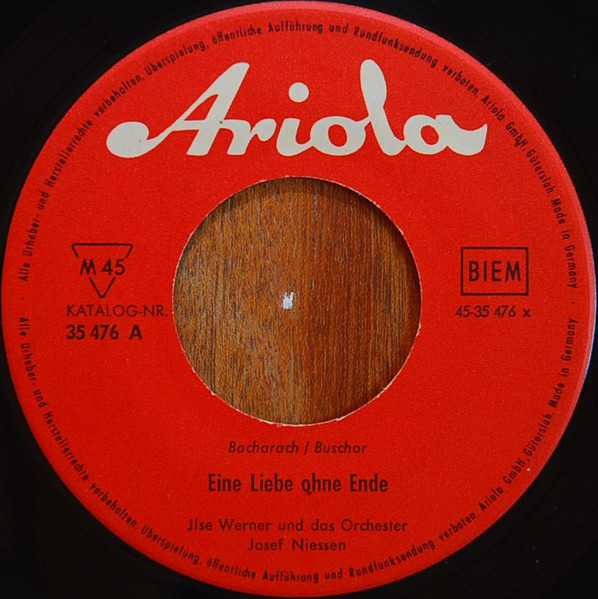 Alle Urheber- und Herstellerrechte vorbehalten. Überspielung, öffentliche Aufführung und Rundfunksendung verboten. Ariola GmbH, Gütersloh. Made in Germany
Ariola
M 45
KATALOG-NR.
35 476 A
BIEM
45-35 476 x
Bacharach / Buschor
Eine Liebe ohne Ende
Jlse Werner und das Orchester
Josef Niessen
Alle Urheber- und Herstellerrechte vorbehalten. Überspielung, öffentliche Aufführung und Rundfunksendung verboten. Ariola GmbH, Gütersloh. Made in Germany